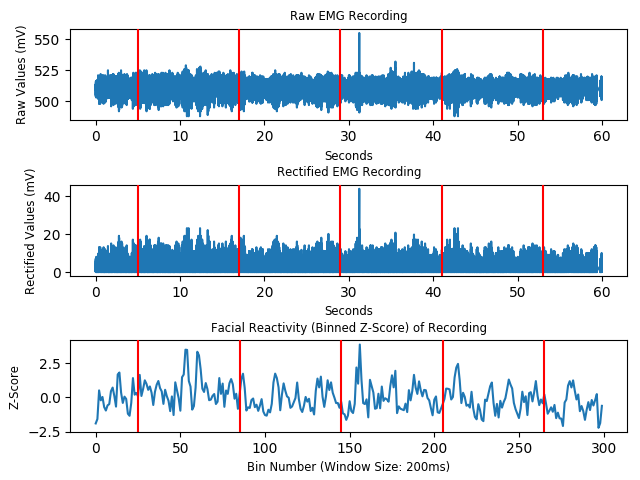 Raw EMG Recording
Raw Values (mV)
550
525
500
0 10 20 30 40 50 60
Seconds
Rectified EMG Recording
Rectified Values (mV)
40
20
0
0 10 20 30 40 50 60
Seconds
Facial Reactivity (Binned Z-Score) of Recording
Z-Score
2.5
0.0
−2.5
0 50 100 150 200 250 300
Bin Number (Window Size: 200ms)